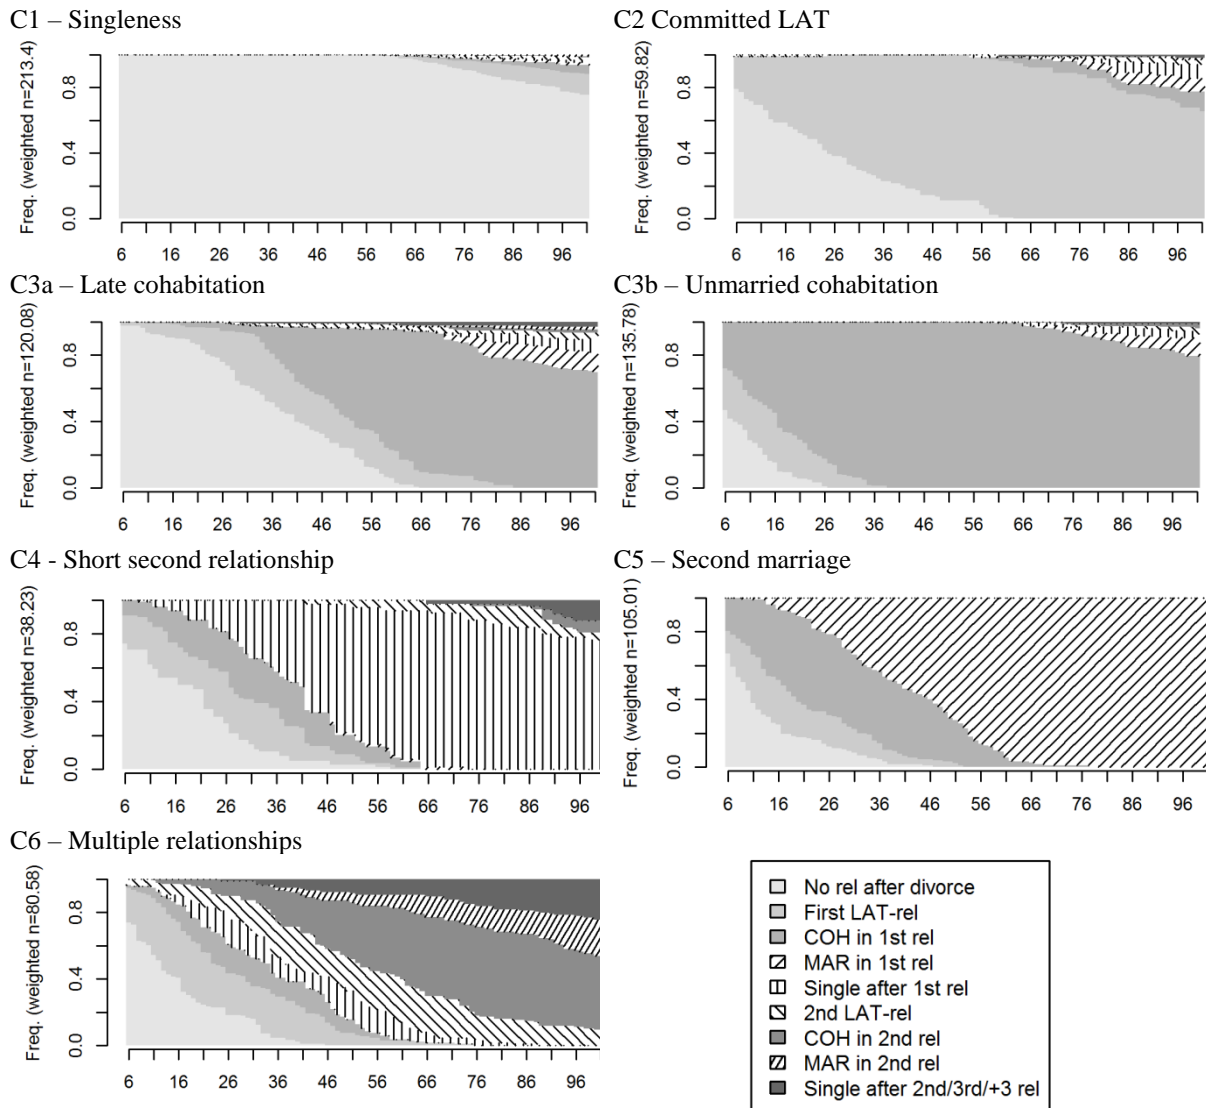 C1 – Singleness
C2 Committed LAT
Freq. (weighted n=213.4)
0.0 0.4 0.8
6 16 26 36 46 56 66 76 86 96
Freq. (weighted n=59.82)
0.0 0.4 0.8
6 16 26 36 46 56 66 76 86 96
C3a – Late cohabitation
C3b – Unmarried cohabitation
Freq. (weighted n=120.08)
0.0 0.4 0.8
6 16 26 36 46 56 66 76 86 96
Freq. (weighted n=135.78)
0.0 0.4 0.8
6 16 26 36 46 56 66 76 86 96
C4 - Short second relationship
C5 – Second marriage
Freq. (weighted n=38.23)
0.0 0.4 0.8
6 16 26 36 46 56 66 76 86 96
Freq. (weighted n=105.01)
0.0 0.4 0.8
6 16 26 36 46 56 66 76 86 96
C6 – Multiple relationships
Freq. (weighted n=80.58)
0.0 0.4 0.8
6 16 26 36 46 56 66 76 86 96
No rel after divorce
First LAT-rel
COH in 1st rel
MAR in 1st rel
Single after 1st rel
2nd LAT-rel
COH in 2nd rel
MAR in 2nd rel
Single after 2nd/3rd/+3 rel